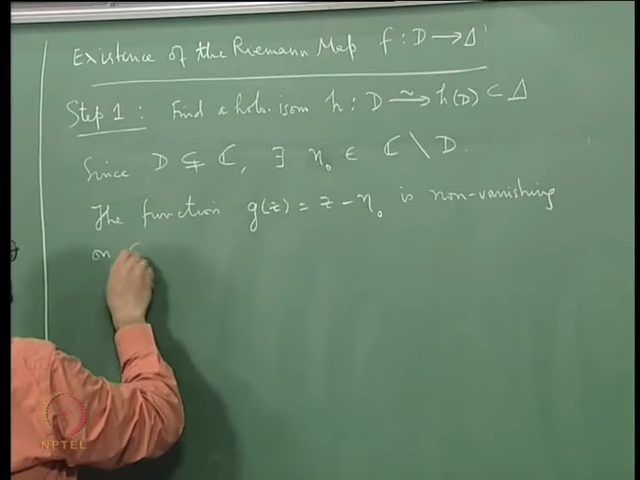 Existence of the Riemann Map f : D → Δ
Step 1 : Find a holo. isom h : D ⥲ h(D) ⊂ Δ
Since D ⊊ ℂ, ∃ η₀ ∈ ℂ \ D.
The function g(z) = z - η₀ is non-vanishing
on
NPTEL